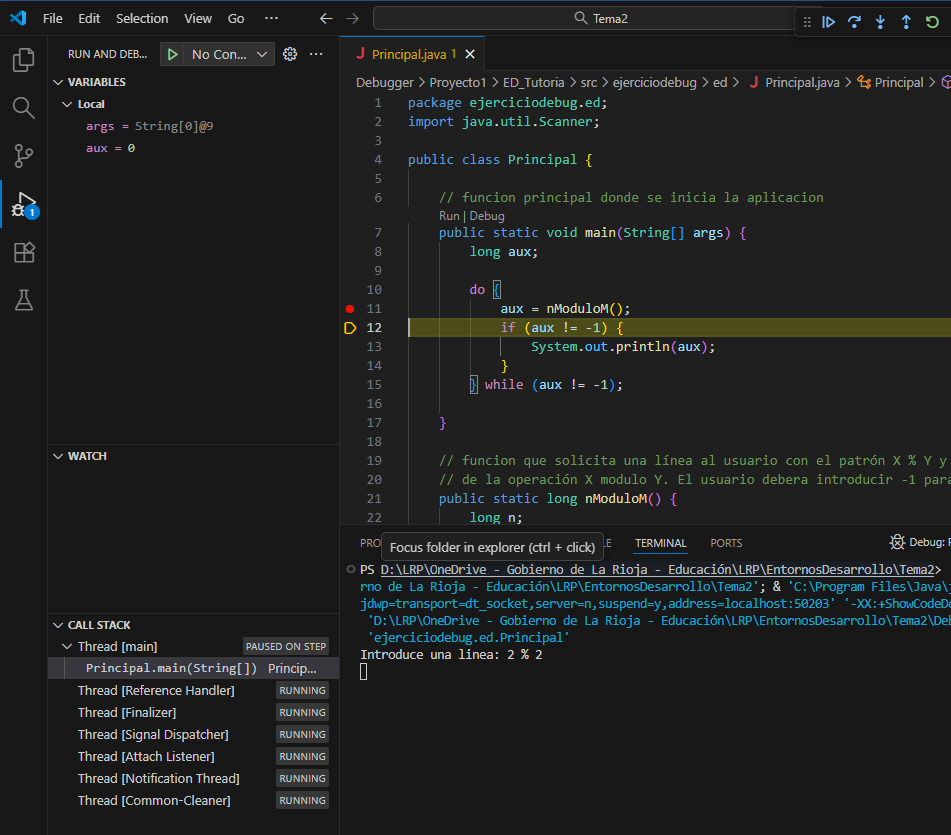 File Edit Selection View Go ··· Tema2
RUN AND DEB... No Con... ···
VARIABLES
Local
args = String[0]@9
aux = 0
WATCH
CALL STACK
Thread [main] PAUSED ON STEP
Principal.main(String[]) Princip...
Thread [Reference Handler] RUNNING
Thread [Finalizer] RUNNING
Thread [Signal Dispatcher] RUNNING
Thread [Attach Listener] RUNNING
Thread [Notification Thread] RUNNING
Thread [Common-Cleaner] RUNNING
1
J Principal.java 1 ×
Debugger > Proyecto1 > ED_Tutoria > src > ejerciciodebug > ed > J Principal.java > Principal >
1 package ejerciciodebug.ed;
2 import java.util.Scanner;
3
4 public class Principal {
5
6 // funcion principal donde se inicia la aplicacion
Run | Debug
7 public static void main(String[] args) {
8 long aux;
9
10 do {
11 aux = nModuloM();
12 if (aux != -1) {
13 System.out.println(aux);
14 }
15 } while (aux != -1);
16
17 }
18
19 // funcion que solicita una línea al usuario con el patrón X % Y y
20 // de la operación X modulo Y. El usuario debera introducir -1 para
21 public static long nModuloM() {
22 long n;
PRO LE TERMINAL PORTS Debug:
Focus folder in explorer (ctrl + click)
PS D:\LRP\OneDrive - Gobierno de La Rioja - Educación\LRP\EntornosDesarrollo\Tema2>
rno de La Rioja - Educación\LRP\EntornosDesarrollo\Tema2'; & 'C:\Program Files\Java\
jdwp=transport=dt_socket,server=n,suspend=y,address=localhost:50203' '-XX:+ShowCodeDe
'D:\LRP\OneDrive - Gobierno de La Rioja - Educación\LRP\EntornosDesarrollo\Tema2\Deb
'ejerciciodebug.ed.Principal'
Introduce una linea: 2 % 2